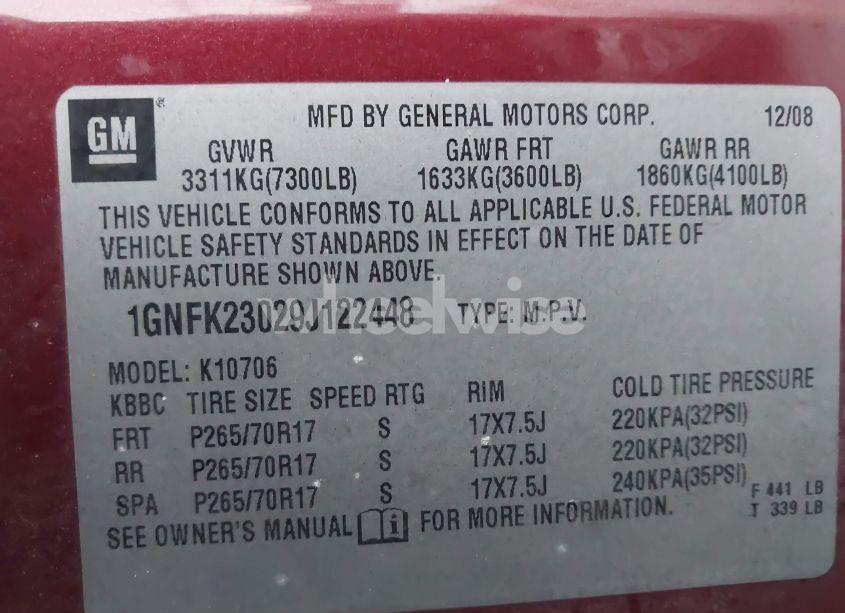 GM ® MFD BY GENERAL MOTORS CORP. 12/08
GVWR GAWR FRT GAWR RR
3311KG(7300LB) 1633KG(3600LB) 1860KG(4100LB)
THIS VEHICLE CONFORMS TO ALL APPLICABLE U.S. FEDERAL MOTOR
VEHICLE SAFETY STANDARDS IN EFFECT ON THE DATE OF
MANUFACTURE SHOWN ABOVE.
1GNFK23029J122448 TYPE: M.P.V.
wheelwise
MODEL: K10706
KBBC TIRE SIZE SPEED RTG RIM COLD TIRE PRESSURE
FRT P265/70R17 S 17X7.5J 220KPA(32PSI)
RR P265/70R17 S 17X7.5J 220KPA(32PSI)
SPA P265/70R17 S 17X7.5J 240KPA(35PSI) F 441 LB
SEE OWNER'S MANUAL i FOR MORE INFORMATION. T 339 LB